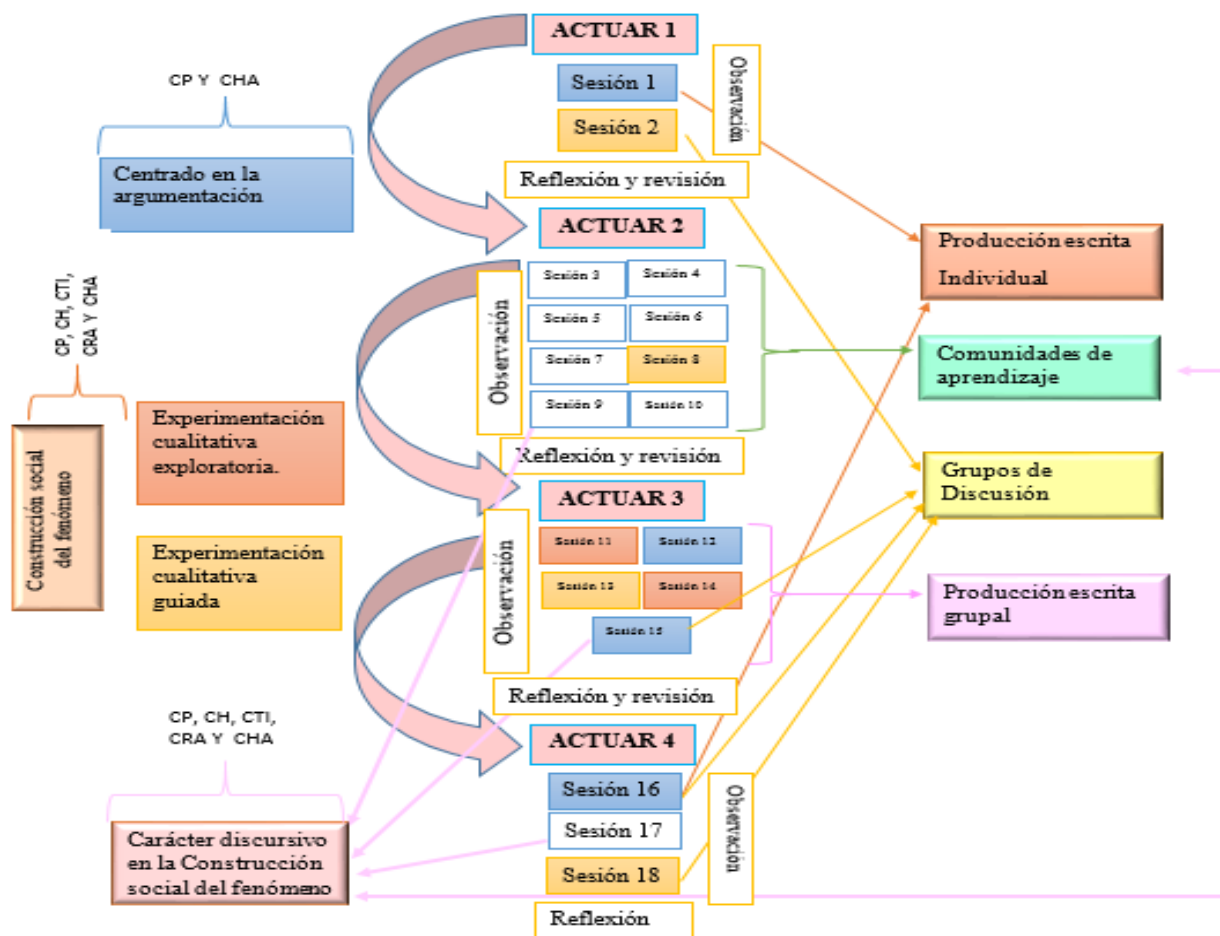 ACTUAR 1
Observación
Sesión 1
CP Y CHA
Sesión 2
Centrado en la
argumentación
Reflexión y revisión
ACTUAR 2
Producción escrita
Individual
CP, CH, CTI,
CRA Y CHA
Observación
Sesión 3
Sesión 4
Sesión 5
Sesión 6
Sesión 7
Sesión 8
Sesión 9
Sesión 10
Comunidades de
aprendizaje
Construcción social
del fenómeno
Experimentación
cualitativa
exploratoria.
Reflexión y revisión
Grupos de
Discusión
ACTUAR 3
Experimentación
cualitativa
guiada
Observación
Sesión 11
Sesión 12
Sesión 13
Sesión 14
Sesión 15
Producción escrita
grupal
Reflexión y revisión
CP, CH, CTI,
CRA Y CHA
ACTUAR 4
Sesión 16
Observación
Sesión 17
Carácter discursivo
en la Construcción
social del fenómeno
Sesión 18
Reflexión